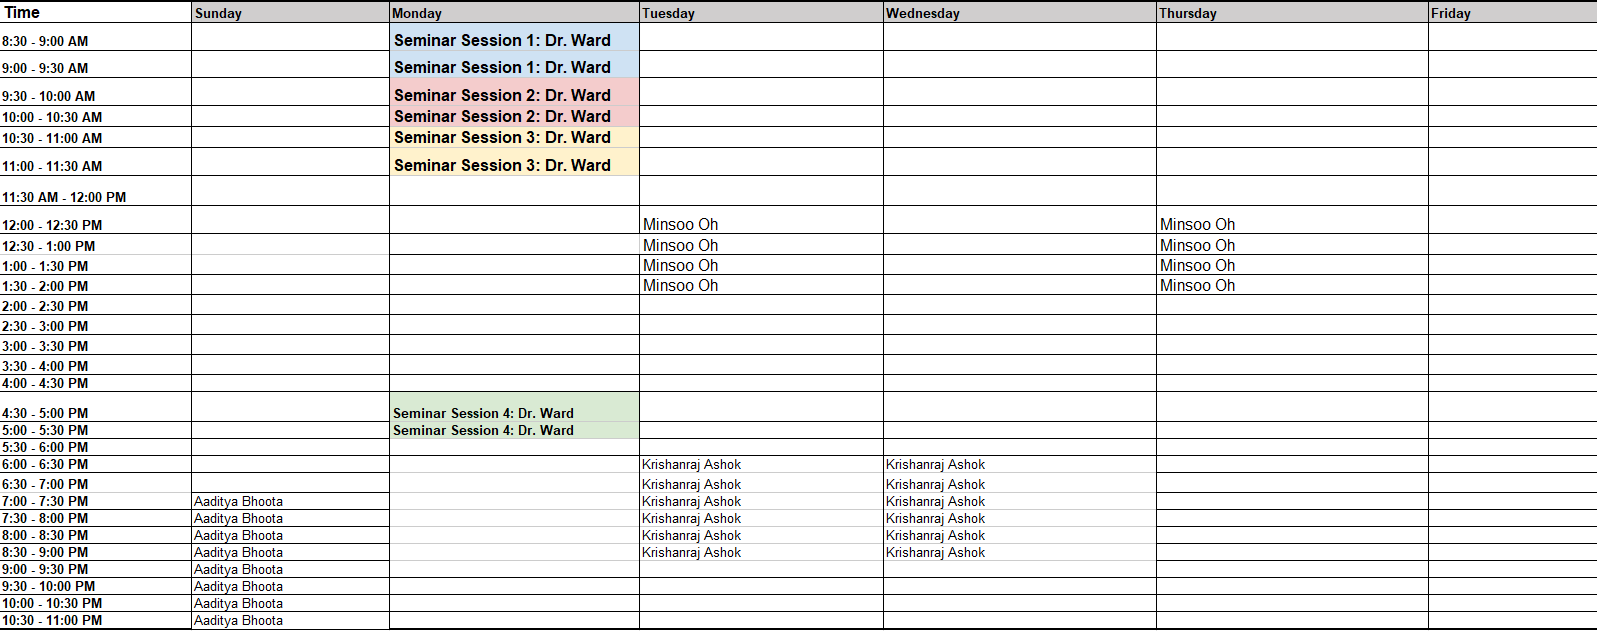 Time Sunday Monday Tuesday Wednesday Thursday Friday
8:30 - 9:00 AM Seminar Session 1: Dr. Ward
9:00 - 9:30 AM Seminar Session 1: Dr. Ward
9:30 - 10:00 AM Seminar Session 2: Dr. Ward
10:00 - 10:30 AM Seminar Session 2: Dr. Ward
10:30 - 11:00 AM Seminar Session 3: Dr. Ward
11:00 - 11:30 AM Seminar Session 3: Dr. Ward
11:30 AM - 12:00 PM
12:00 - 12:30 PM Minsoo Oh Minsoo Oh
12:30 - 1:00 PM Minsoo Oh Minsoo Oh
1:00 - 1:30 PM Minsoo Oh Minsoo Oh
1:30 - 2:00 PM Minsoo Oh Minsoo Oh
2:00 - 2:30 PM
2:30 - 3:00 PM
3:00 - 3:30 PM
3:30 - 4:00 PM
4:00 - 4:30 PM
4:30 - 5:00 PM Seminar Session 4: Dr. Ward
5:00 - 5:30 PM Seminar Session 4: Dr. Ward
5:30 - 6:00 PM
6:00 - 6:30 PM Krishanraj Ashok Krishanraj Ashok
6:30 - 7:00 PM Krishanraj Ashok Krishanraj Ashok
7:00 - 7:30 PM Aaditya Bhoota Krishanraj Ashok Krishanraj Ashok
7:30 - 8:00 PM Aaditya Bhoota Krishanraj Ashok Krishanraj Ashok
8:00 - 8:30 PM Aaditya Bhoota Krishanraj Ashok Krishanraj Ashok
8:30 - 9:00 PM Aaditya Bhoota Krishanraj Ashok Krishanraj Ashok
9:00 - 9:30 PM Aaditya Bhoota
9:30 - 10:00 PM Aaditya Bhoota
10:00 - 10:30 PM Aaditya Bhoota
10:30 - 11:00 PM Aaditya Bhoota